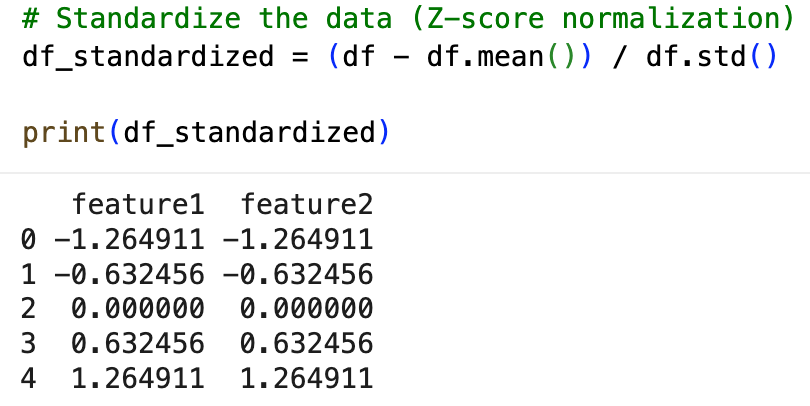 # Standardize the data (Z-score normalization)
df_standardized = (df - df.mean()) / df.std()
print(df_standardized)
feature1 feature2
0 -1.264911 -1.264911
1 -0.632456 -0.632456
2 0.000000 0.000000
3 0.632456 0.632456
4 1.264911 1.264911